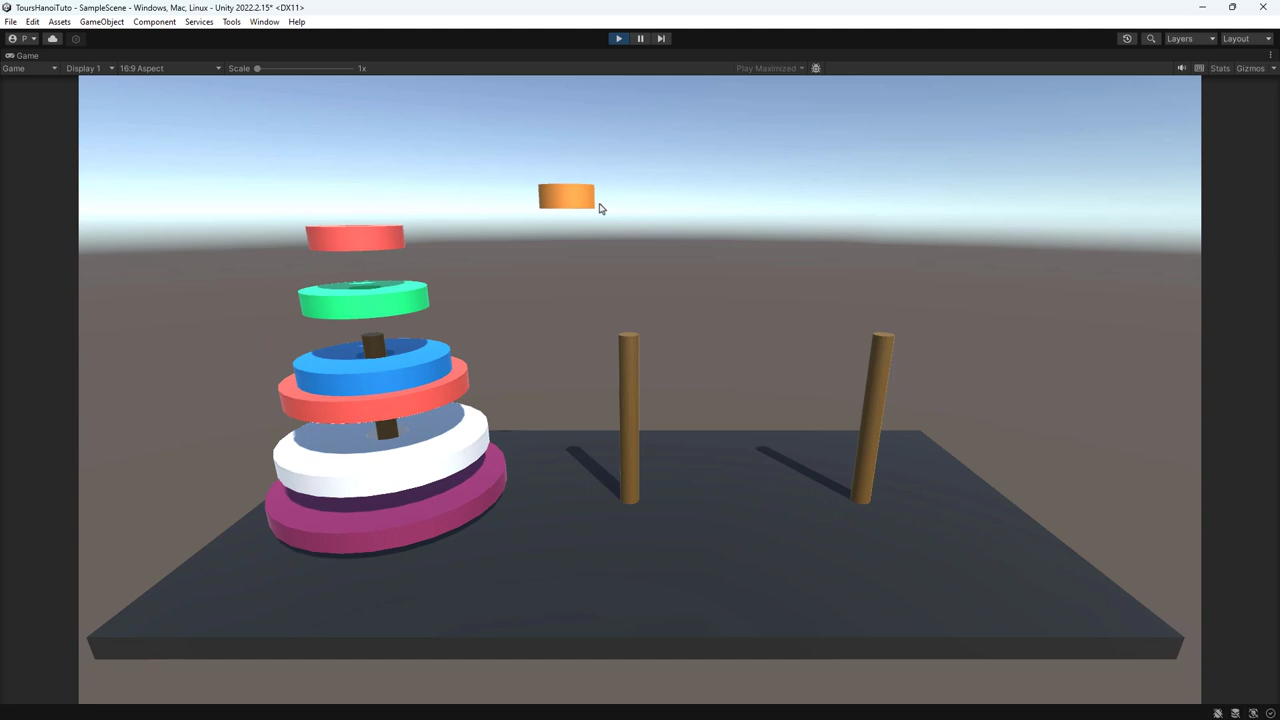 ToursHanoiTuto - SampleScene - Windows, Mac, Linux - Unity 2022.2.15* <DX11>
File Edit Assets GameObject Component Services Tools Window Help
P Layers Layout
Game
Game Display 1 16:9 Aspect Scale 1x Play Maximized Stats Gizmos